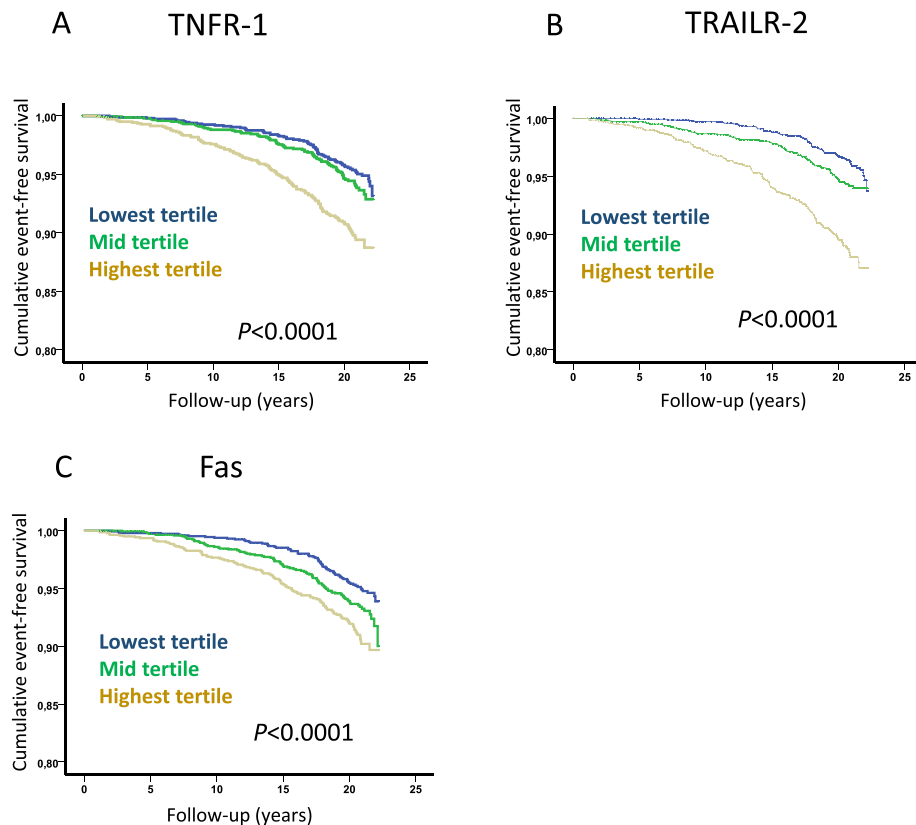 A TNFR-1
Cumulative event-free survival
1,00
0,95
0,90
0,85
0,80
Lowest tertile
Mid tertile
Highest tertile
P<0.0001
0 5 10 15 20 25
Follow-up (years)
B TRAILR-2
Cumulative event-free survival
1,00
0,95
0,90
0,85
0,80
Lowest tertile
Mid tertile
Highest tertile
P<0.0001
0 5 10 15 20 25
Follow-up (years)
C Fas
Cumulative event-free survival
1,00
0,95
0,90
0,85
0,80
Lowest tertile
Mid tertile
Highest tertile
P<0.0001
0 5 10 15 20 25
Follow-up (years)